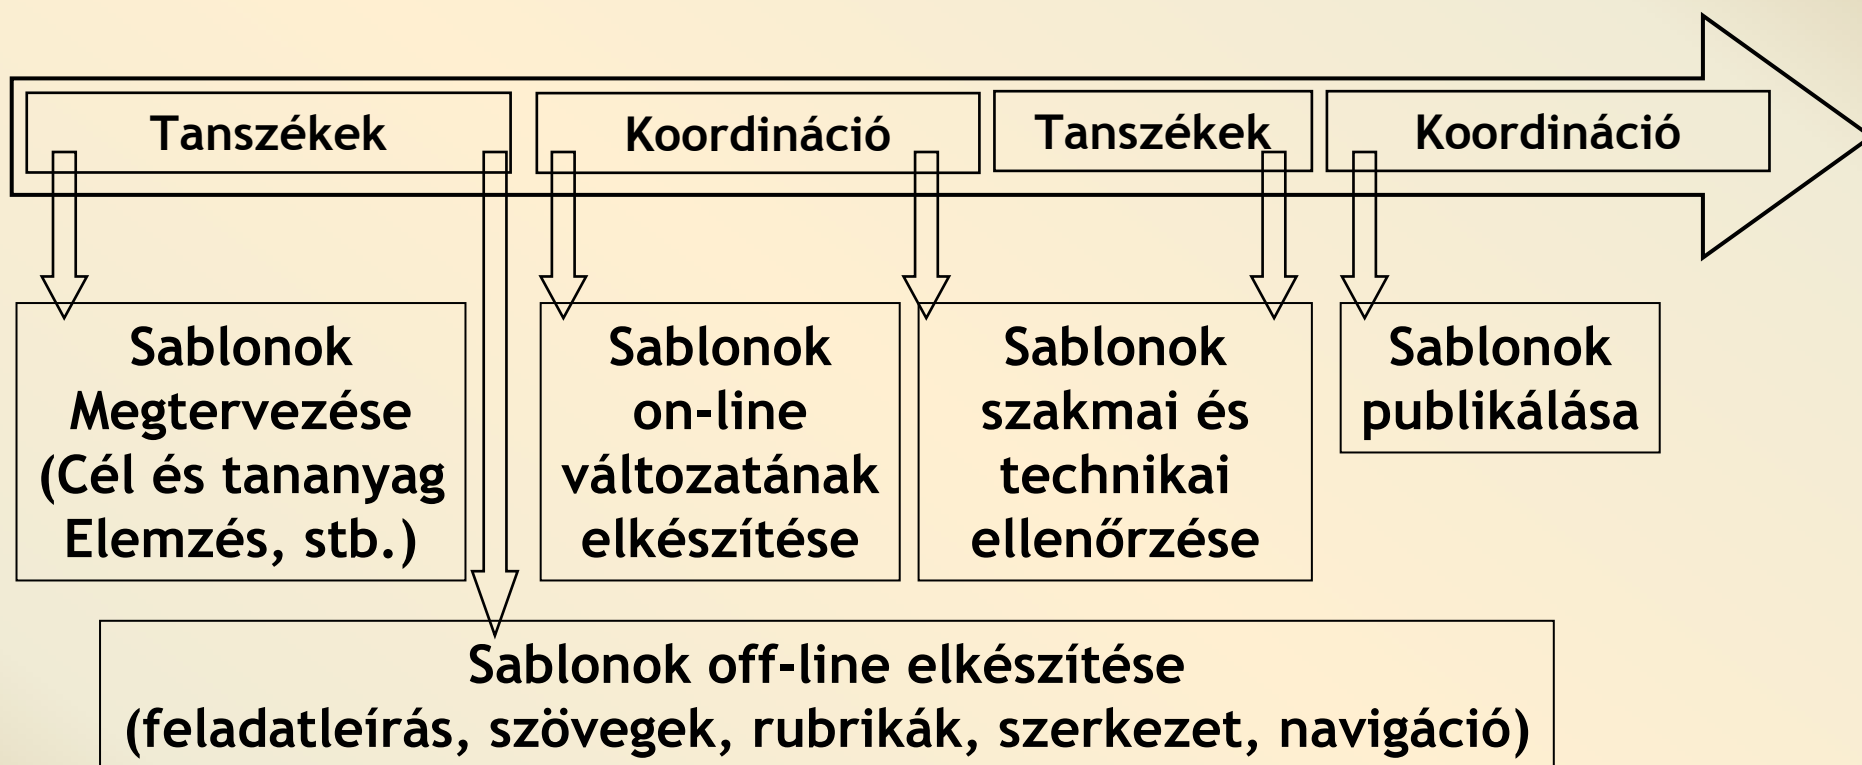 Tanszékek
Koordináció
Tanszékek
Koordináció
Sablonok
Megtervezése
(Cél és tananyag
Elemzés, stb.)
Sablonok
on-line
változatának
elkészítése
Sablonok
szakmai és
technikai
ellenőrzése
Sablonok
publikálása
Sablonok off-line elkészítése
(feladatleírás, szövegek, rubrikák, szerkezet, navigáció)